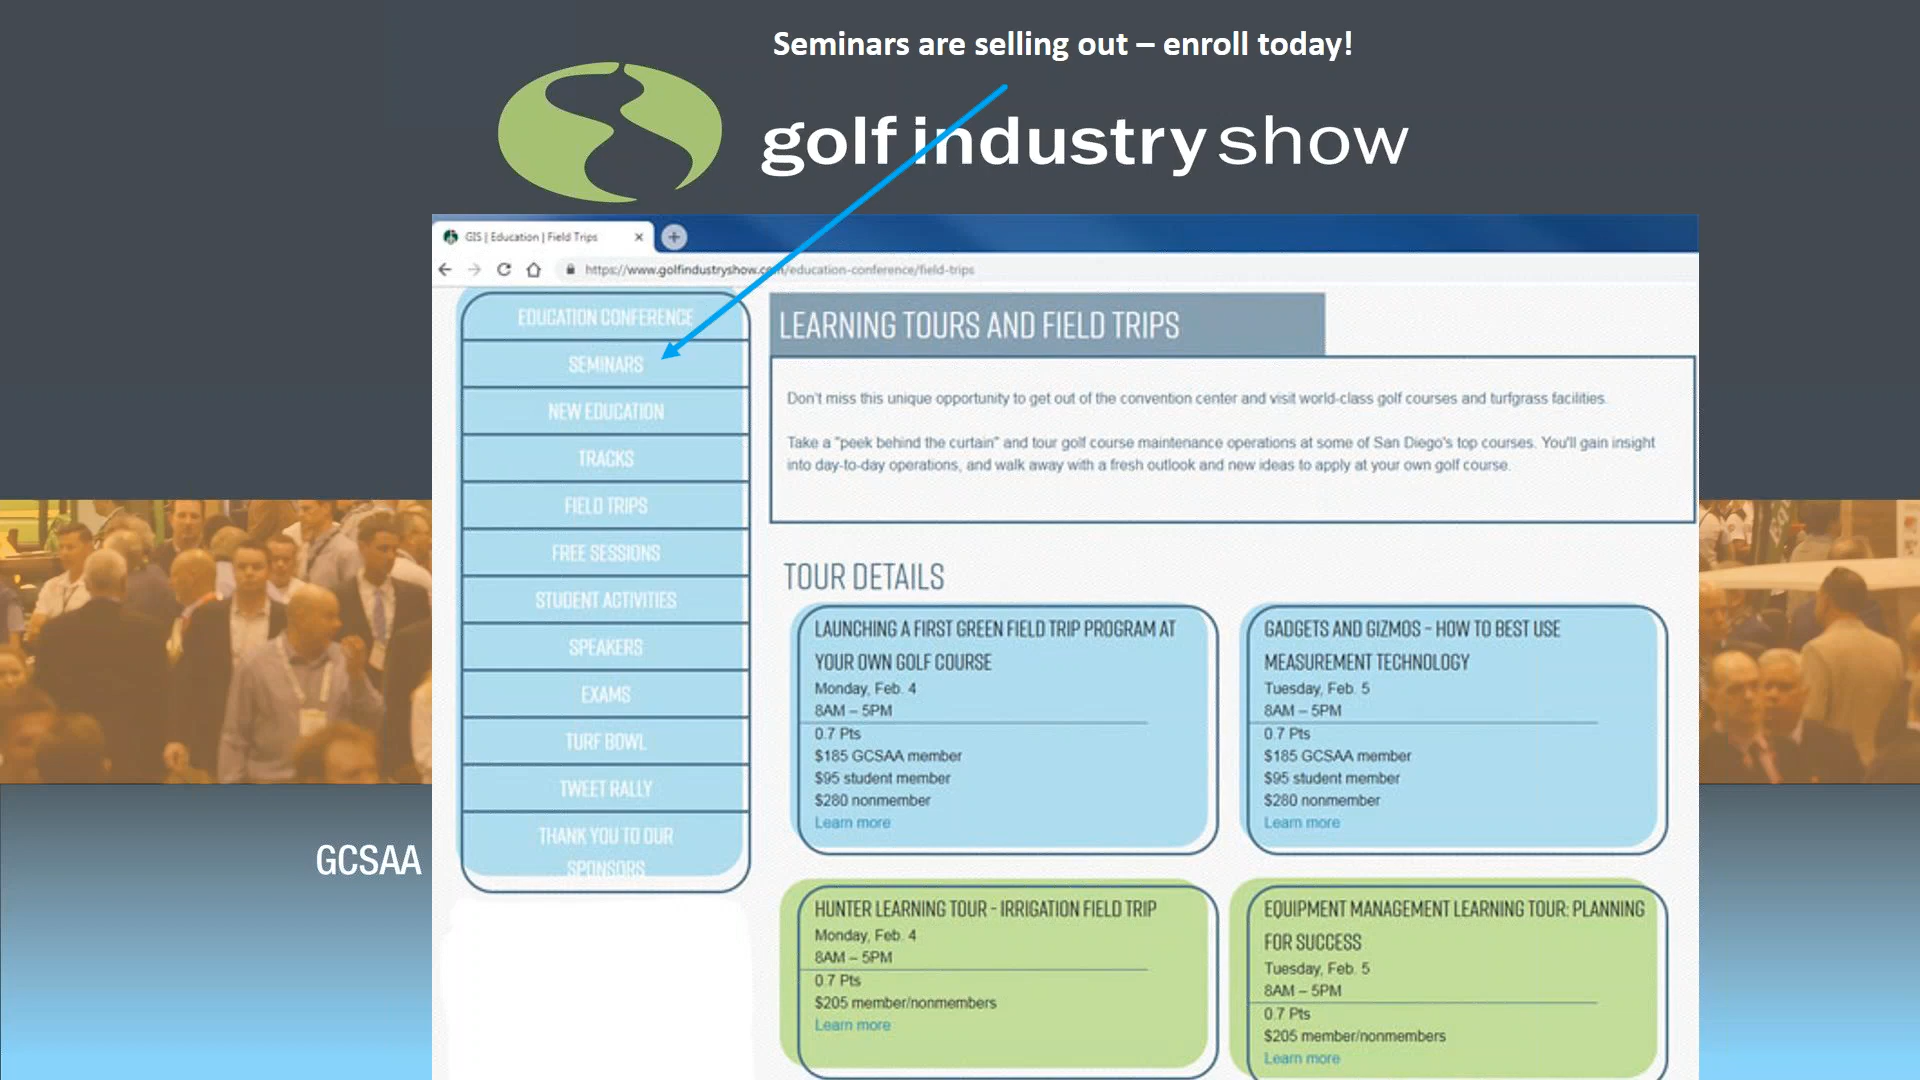 Seminars are selling out – enroll today!
golf industry show
GIS | Education | Field Trips
https://www.golfindustryshow.com/education-conference/field-trips
EDUCATION CONFERENCE
SEMINARS
NEW EDUCATION
TRACKS
FIELD TRIPS
FREE SESSIONS
STUDENT ACTIVITIES
SPEAKERS
EXAMS
TURF BOWL
TWEET RALLY
THANK YOU TO OUR
SPONSORS
GCSAA
LEARNING TOURS AND FIELD TRIPS
Don't miss this unique opportunity to get out of the convention center and visit world-class golf courses and turfgrass facilities.
Take a "peek behind the curtain" and tour golf course maintenance operations at some of San Diego's top courses. You'll gain insight
into day-to-day operations, and walk away with a fresh outlook and new ideas to apply at your own golf course.
TOUR DETAILS
LAUNCHING A FIRST GREEN FIELD TRIP PROGRAM AT
YOUR OWN GOLF COURSE
Monday, Feb. 4
8AM – 5PM
0.7 Pts
$185 GCSAA member
$95 student member
$280 nonmember
Learn more
GADGETS AND GIZMOS – HOW TO BEST USE
MEASUREMENT TECHNOLOGY
Tuesday, Feb. 5
8AM – 5PM
0.7 Pts
$185 GCSAA member
$95 student member
$280 nonmember
Learn more
HUNTER LEARNING TOUR - IRRIGATION FIELD TRIP
Monday, Feb. 4
8AM – 5PM
0.7 Pts
$205 member/nonmembers
Learn more
EQUIPMENT MANAGEMENT LEARNING TOUR: PLANNING
FOR SUCCESS
Tuesday, Feb. 5
8AM – 5PM
0.7 Pts
$205 member/nonmembers
Learn more